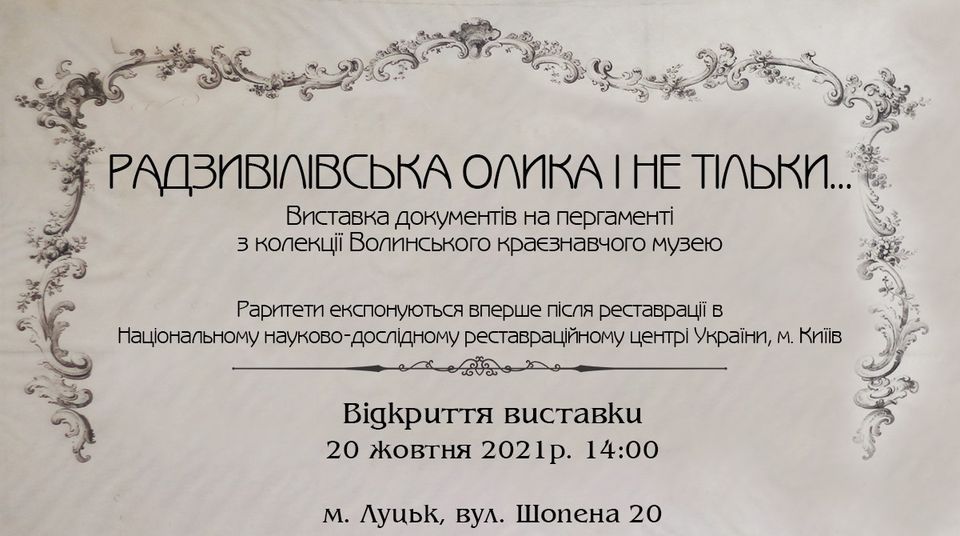 РАДЗИВІЛІВСЬКА ОЛИКА І НЕ ТІЛЬКИ...
Виставка документів на пергаменті
з колекції Волинського краєзнавчого музею
Раритети експонуються вперше після реставрації в
Національному науково-дослідному реставраційному центрі України, м. Київ
Відкриття виставки
20 жовтня 2021р. 14:00
м. Луцьк, вул. Шопена 20